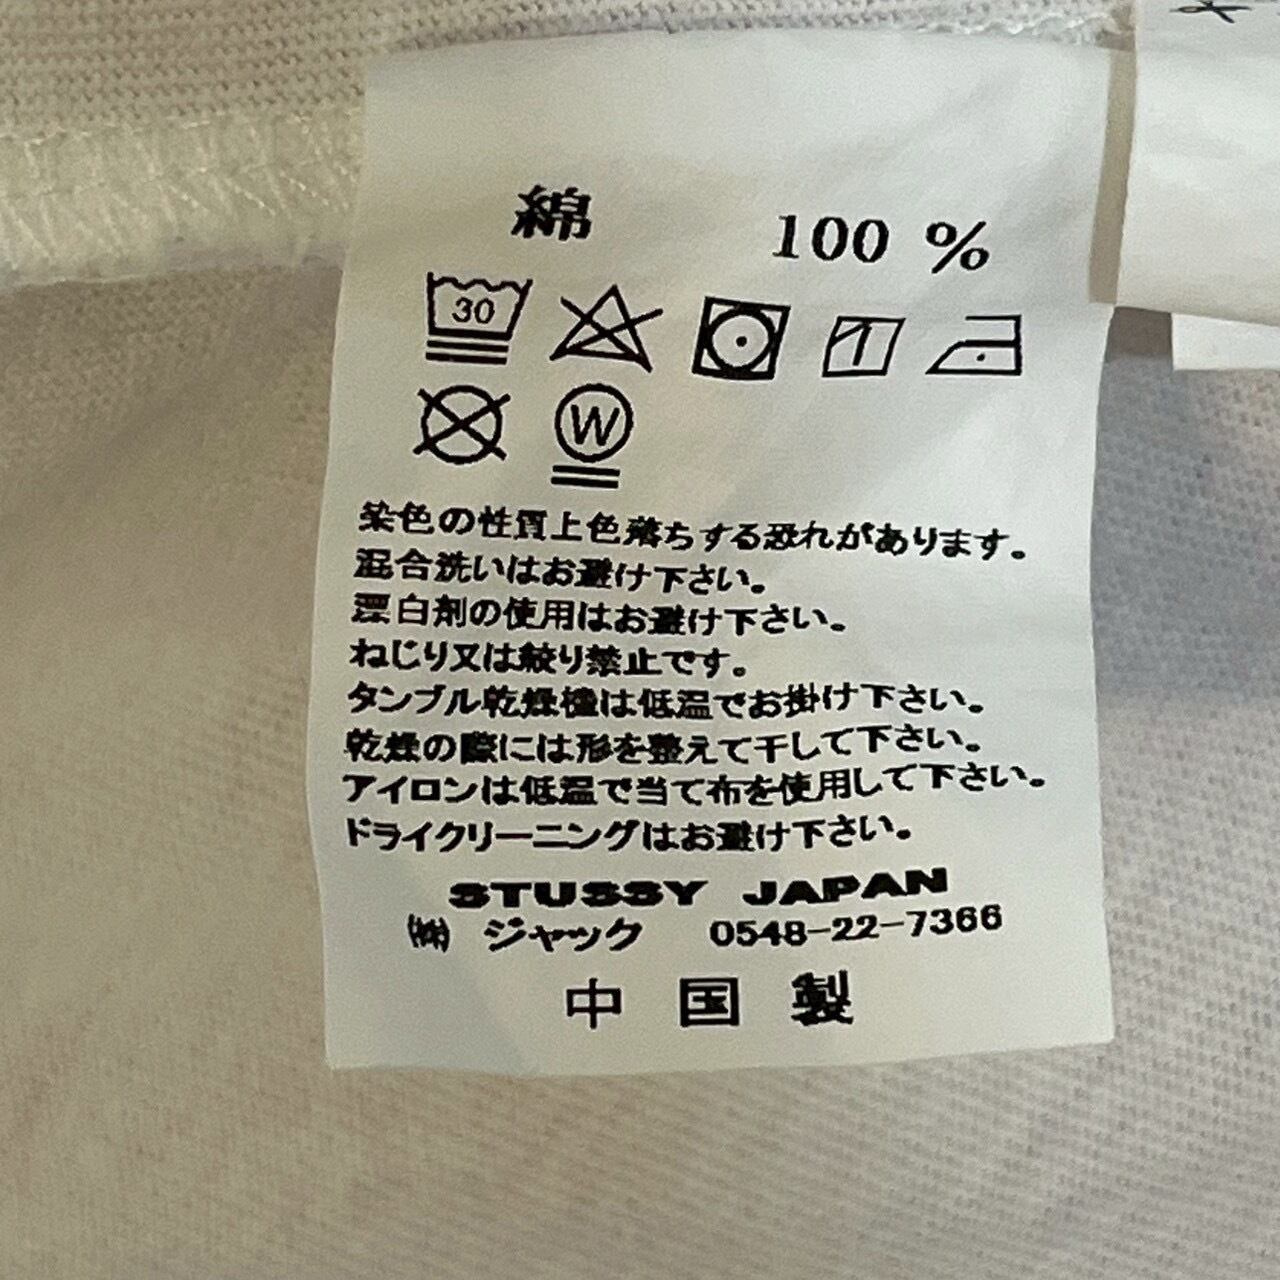 綿 100 %
30
W
染色の性質上色落ちする恐れがあります。
混合洗いはお避け下さい。
漂白剤の使用はお避け下さい。
ねじり又は絞り禁止です。
タンブル乾燥機は低温でお掛け下さい。
乾燥の際には形を整えて干して下さい。
アイロンは低温で当て布を使用して下さい。
ドライクリーニングはお避け下さい。
STUSSY JAPAN
㈱ ジャック 0548-22-7366
中国製